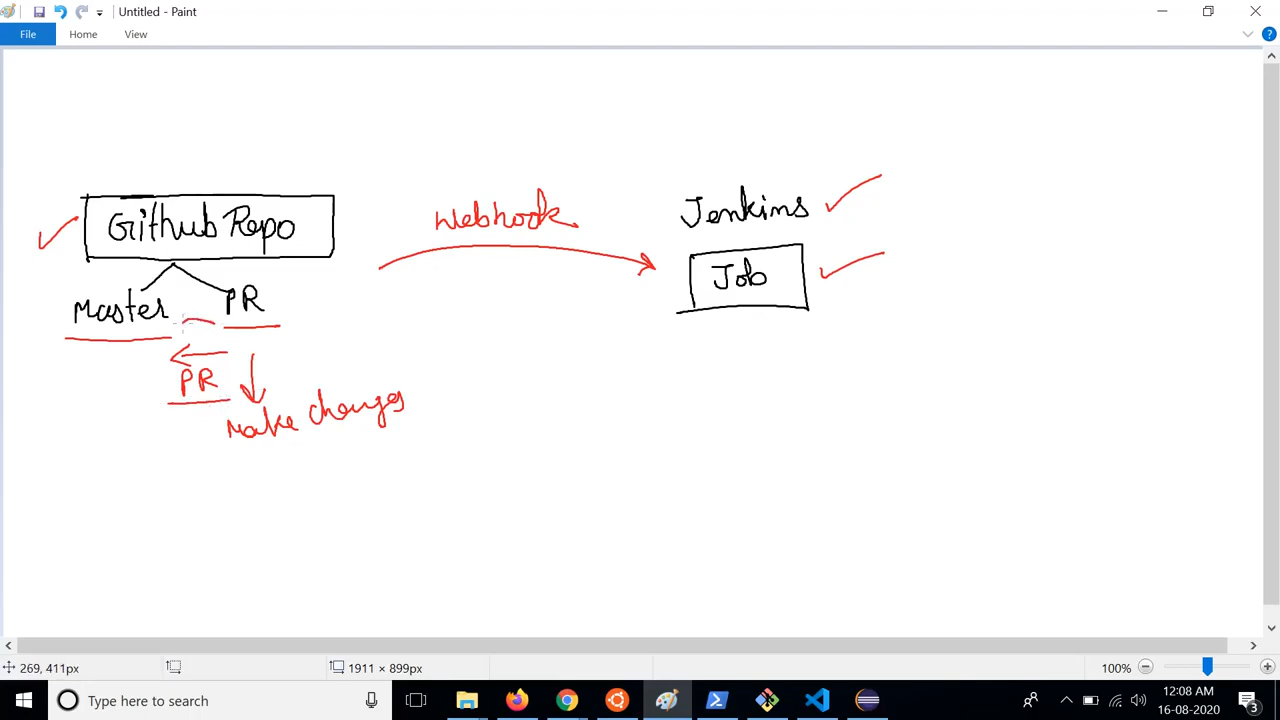 Untitled - Paint
File Home View
Github Repo
Master PR
PR
Make changes
Webhook
Jenkins
Job
269, 411px
1911 × 899px
100%
Type here to search
12:08 AM
16-08-2020
3